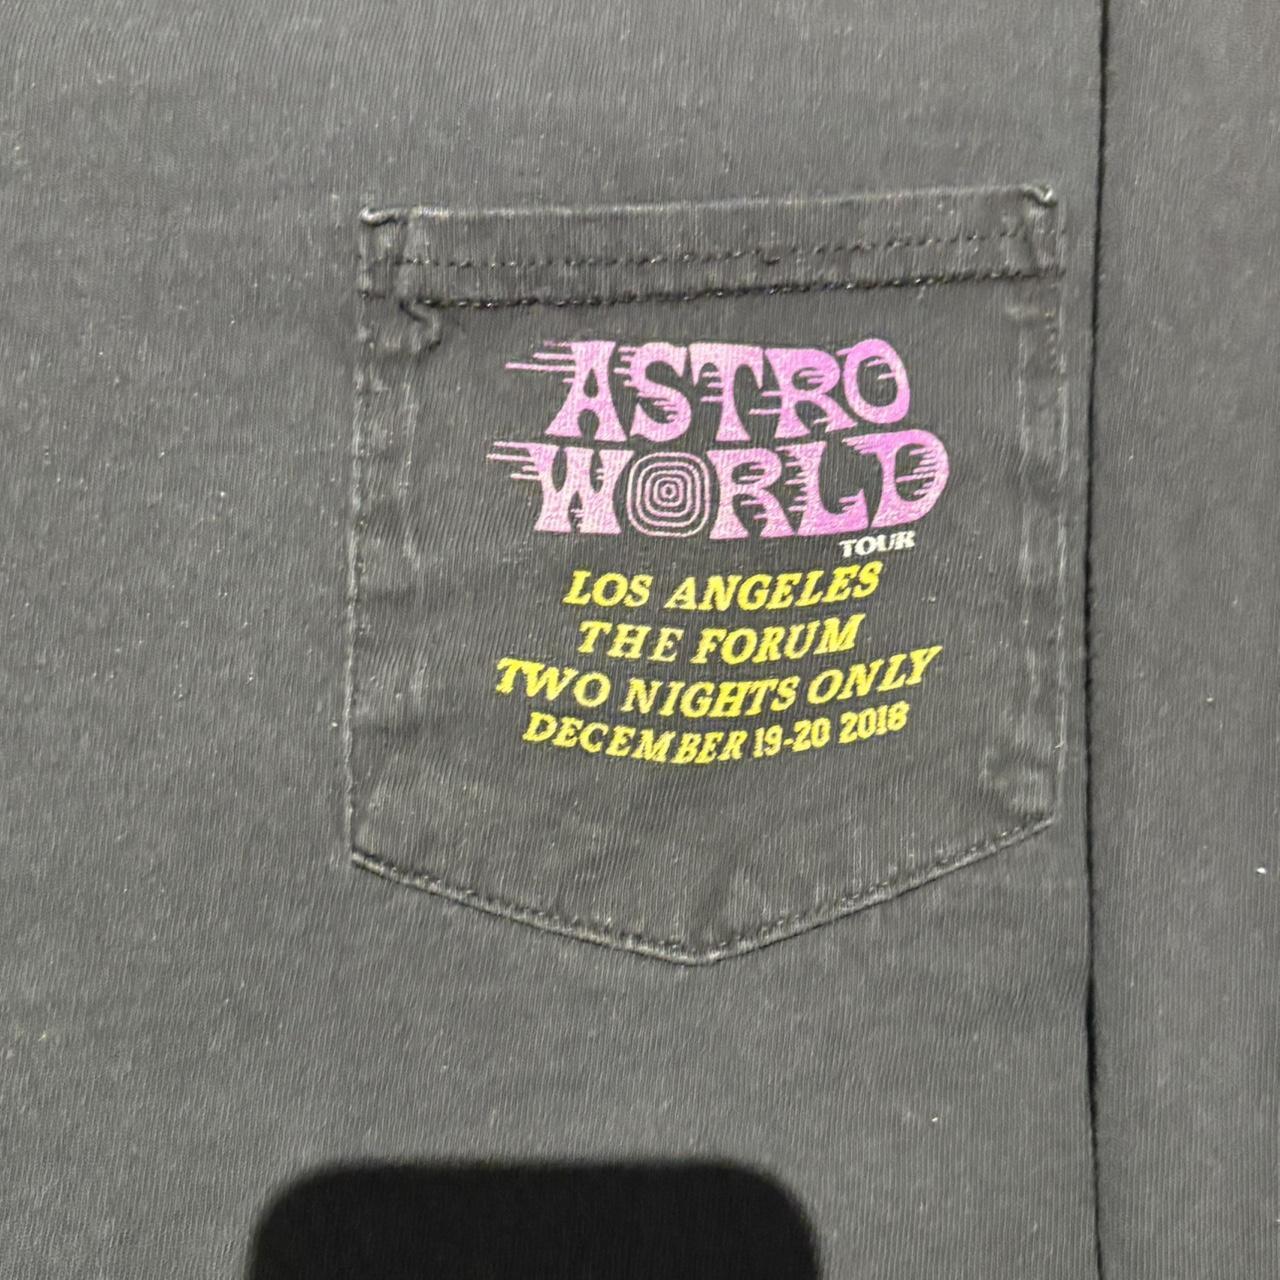 ASTRO
WORLD
TOUR
LOS ANGELES
THE FORUM
TWO NIGHTS ONLY
DECEMBER 19-20 2018